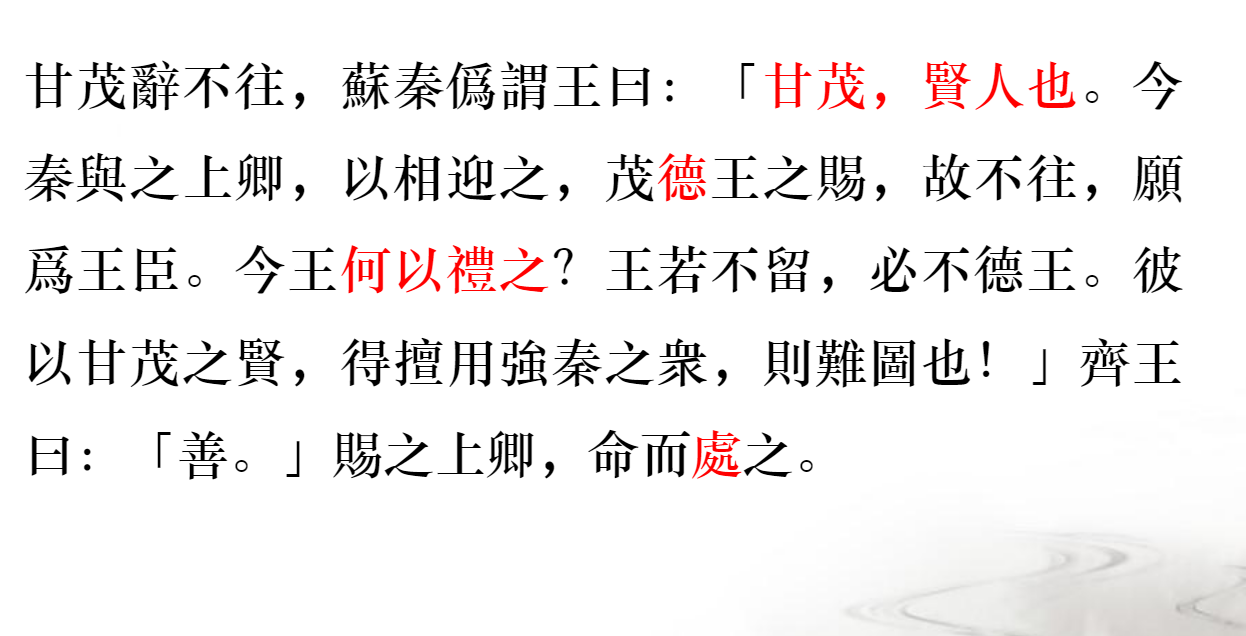 甘茂辭不往，蘇秦僞謂王曰：「甘茂，賢人也。今
秦與之上卿，以相迎之，茂德王之賜，故不往，願
爲王臣。今王何以禮之？王若不留，必不德王。彼
以甘茂之賢，得擅用強秦之衆，則難圖也！」齊王
曰：「善。」賜之上卿，命而處之。